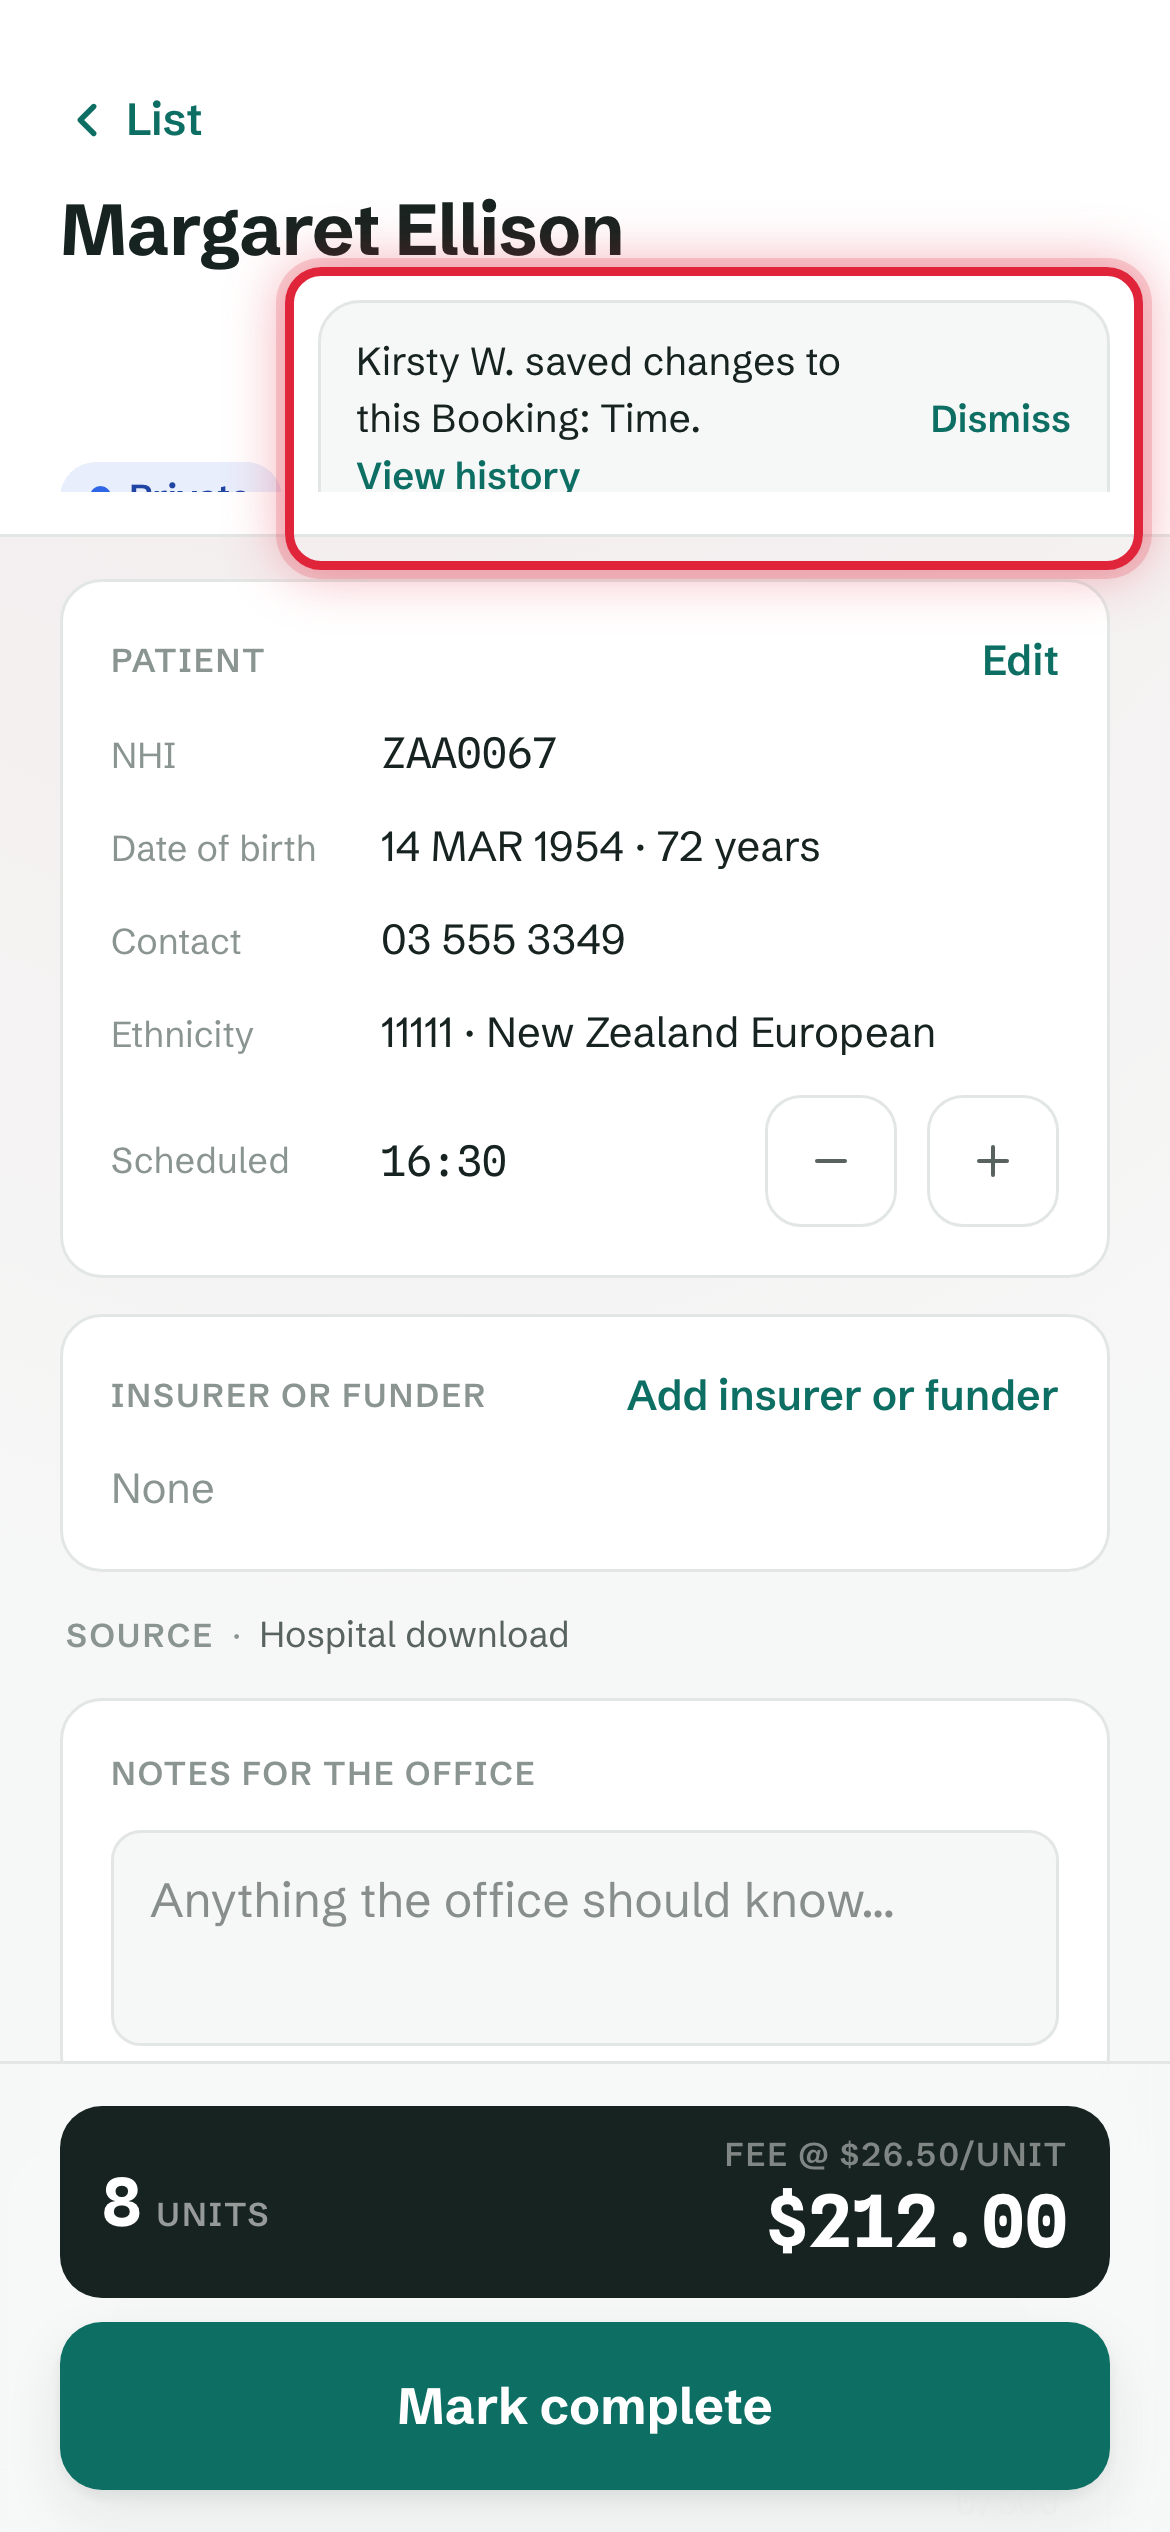 List
Margaret Ellison
Kirsty W. saved changes to
this Booking: Time.
Dismiss
View history
Private
PATIENT
Edit
NHI
ZAA0067
Date of birth
14 MAR 1954 · 72 years
Contact
03 555 3349
Ethnicity
11111 · New Zealand European
Scheduled
16:30
− +
INSURER OR FUNDER
Add insurer or funder
None
SOURCE · Hospital download
NOTES FOR THE OFFICE
Anything the office should know...
FEE @ $26.50/UNIT
8 UNITS
$212.00
Mark complete